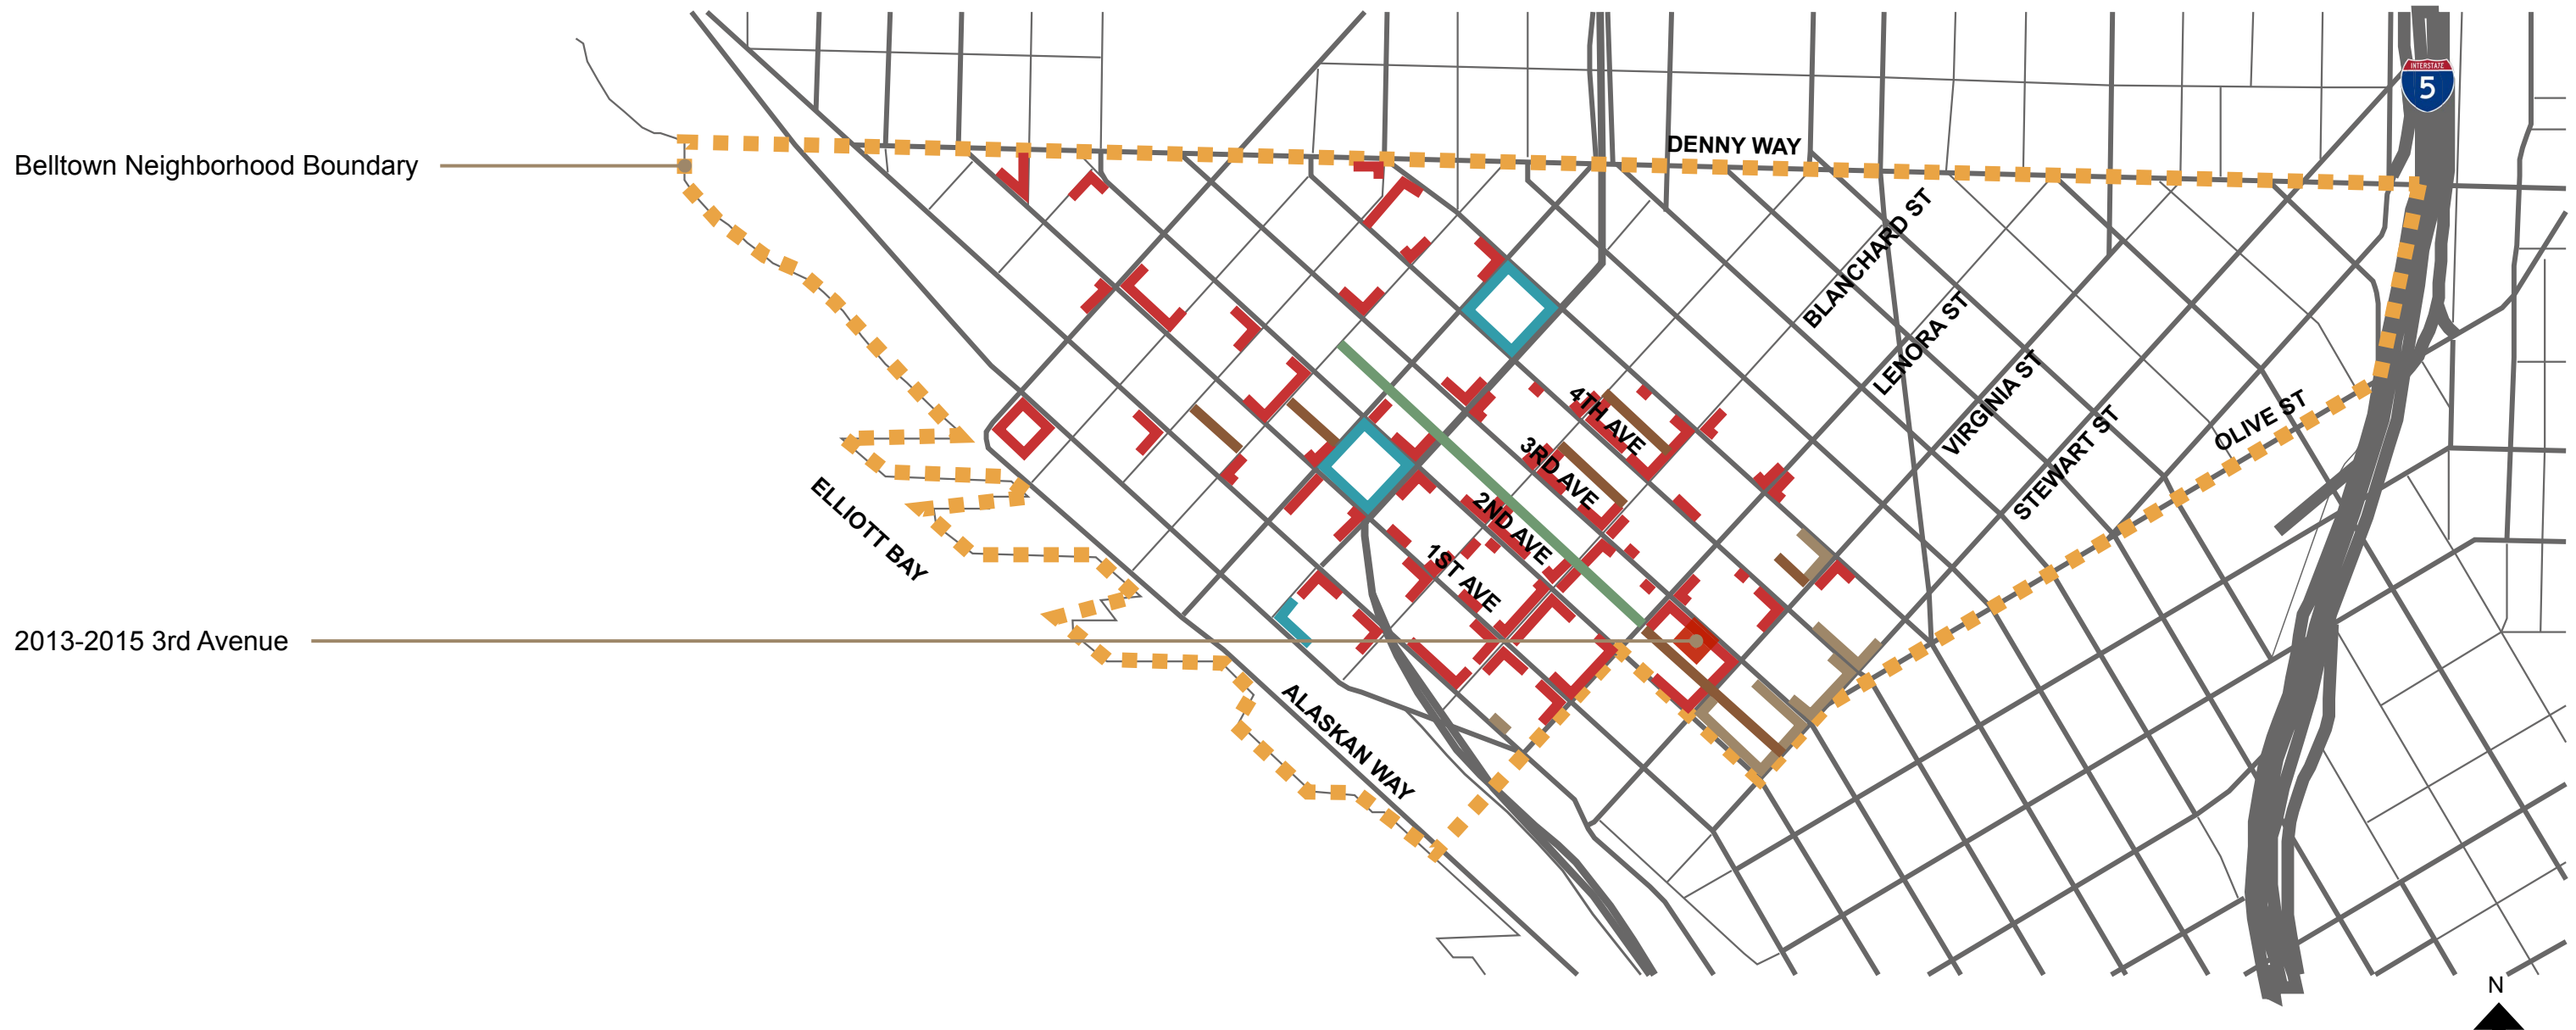 INTERSTATE
5
DENNY WAY
Belltown Neighborhood Boundary
BLANCHARD ST
LENORA ST
VIRGINIA ST
STEWART ST
OLIVE ST
4TH AVE
3RD AVE
2ND AVE
1ST AVE
ELLIOTT BAY
2013-2015 3rd Avenue
ALASKAN WAY
N